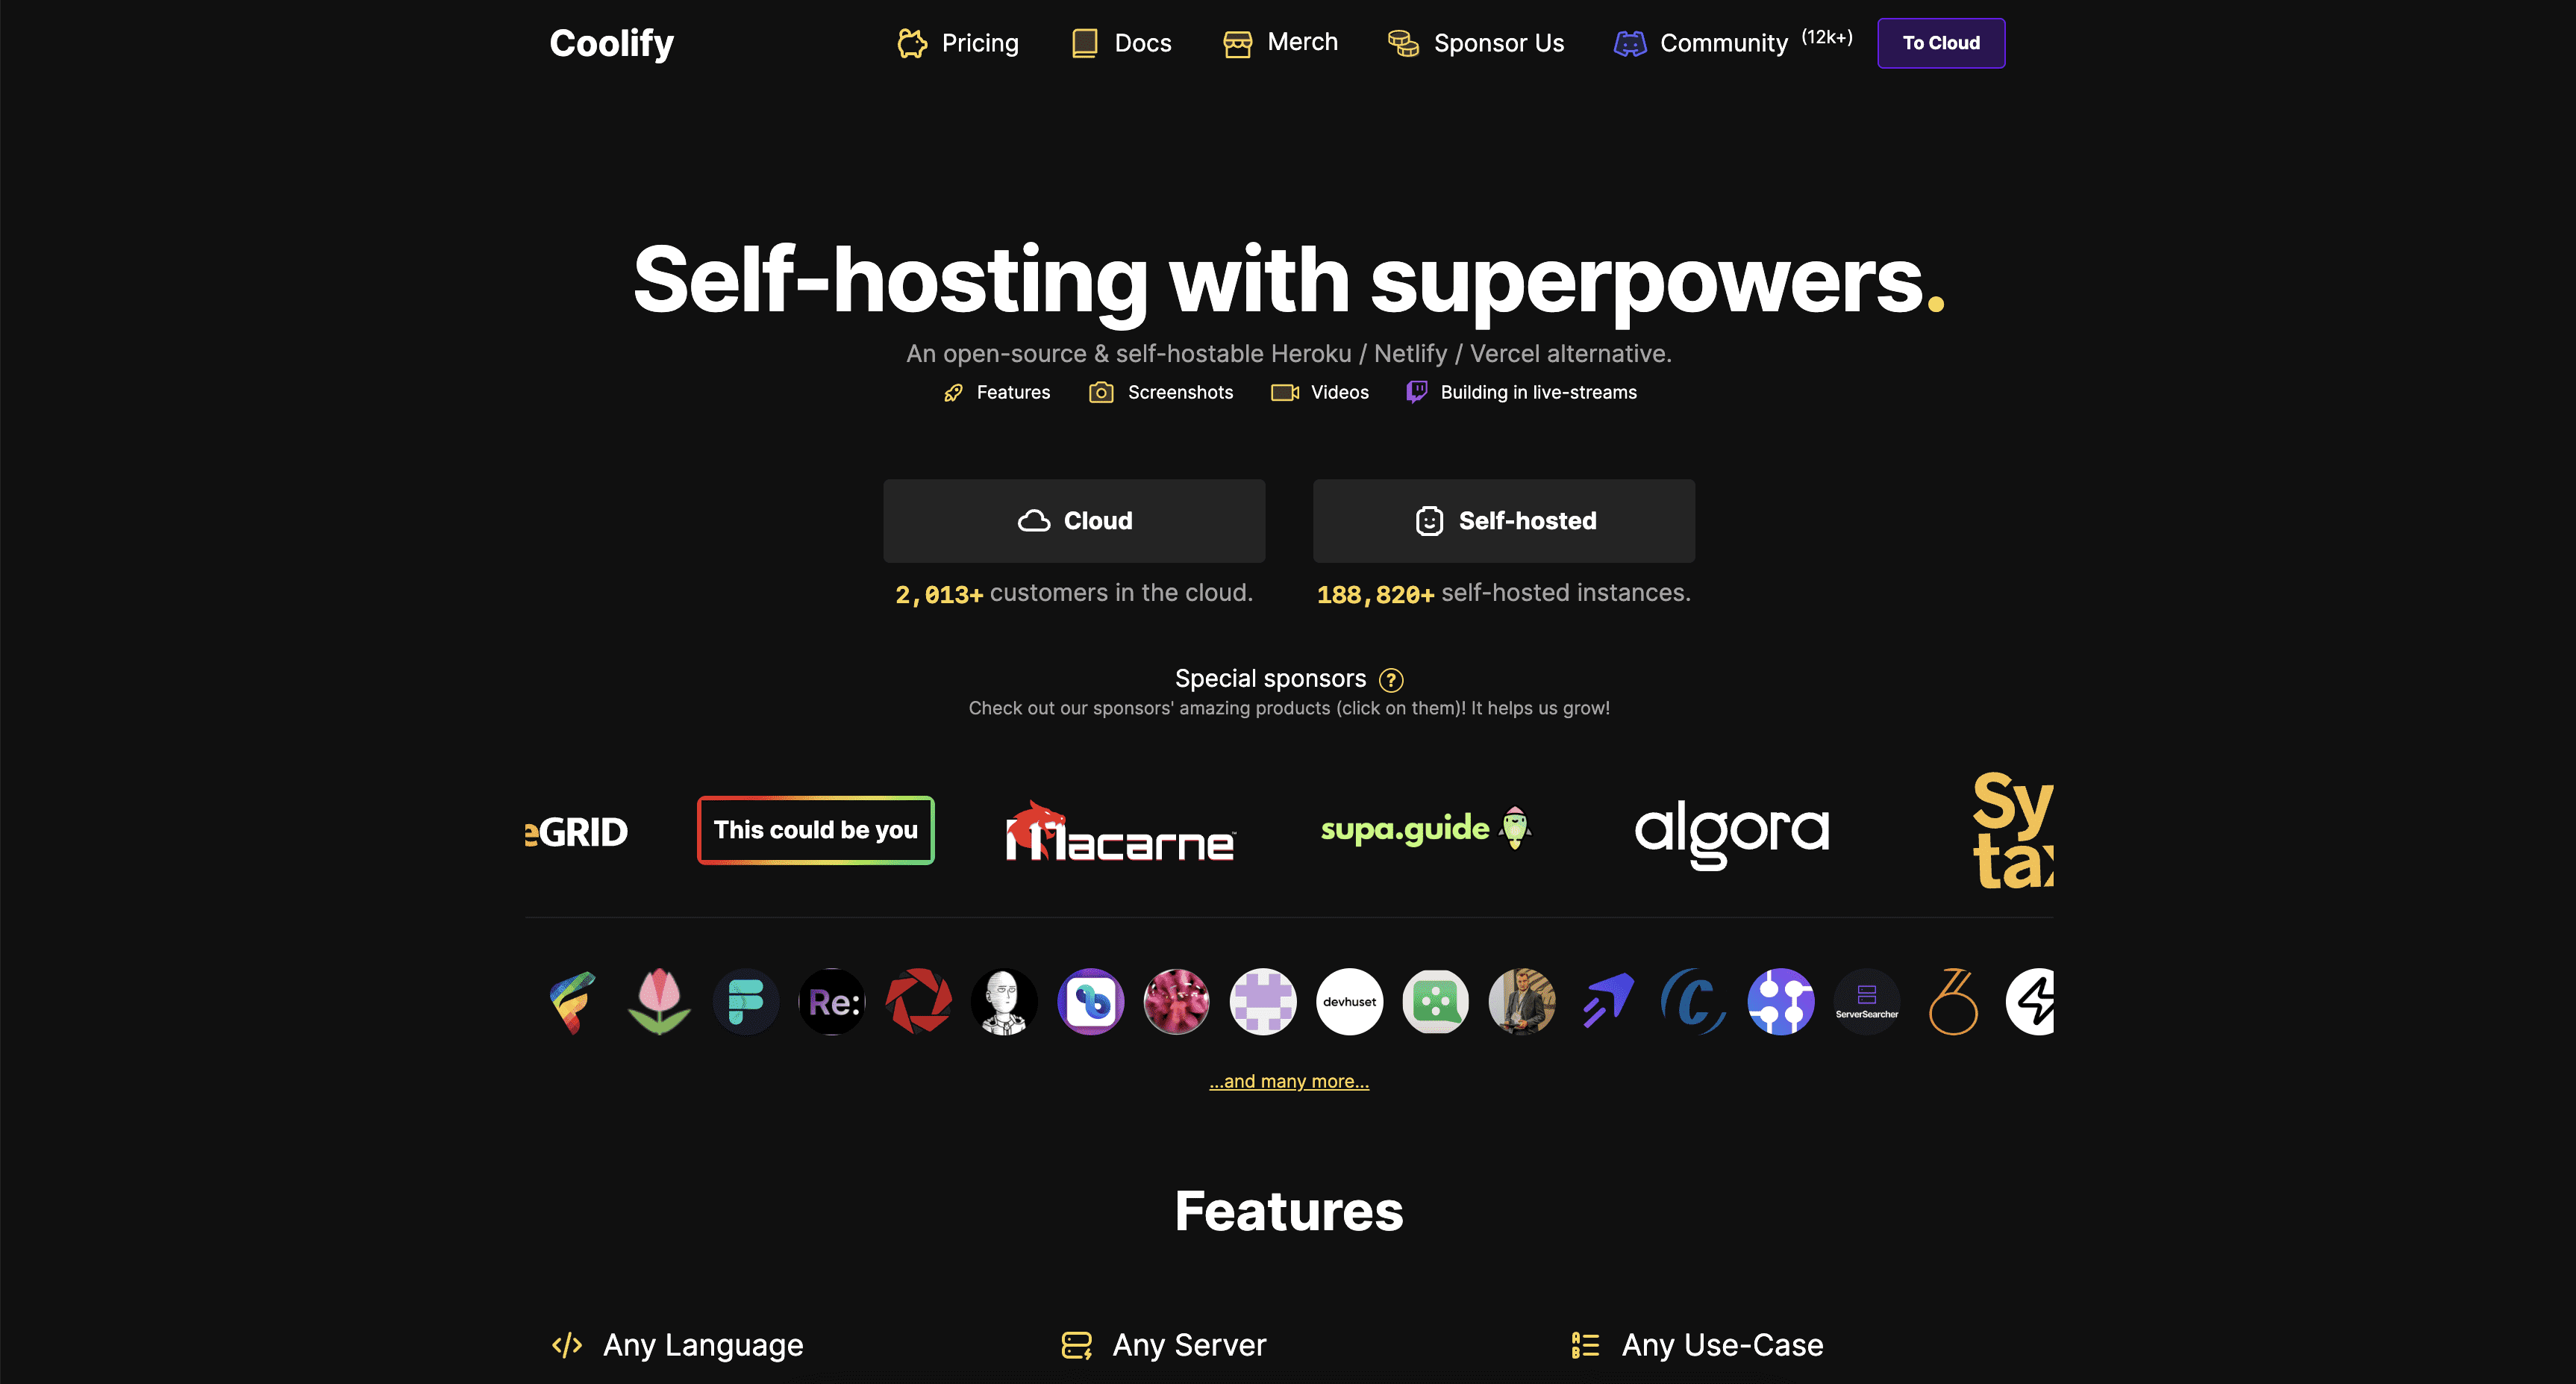 Coolify
Pricing
Docs
Merch
Sponsor Us
Community (12k+)
To Cloud
Self-hosting with superpowers.
An open-source & self-hostable Heroku / Netlify / Vercel alternative.
Features
Screenshots
Videos
Building in live-streams
Cloud
Self-hosted
2,013+ customers in the cloud.
188,820+ self-hosted instances.
Special sponsors ?
Check out our sponsors' amazing products (click on them)! It helps us grow!
eGRID
This could be you
Macarne
supa.guide
algora
Sy
tax
Re:
devhuset
ServerSearcher
...and many more...
Features
Any Language
Any Server
Any Use-Case